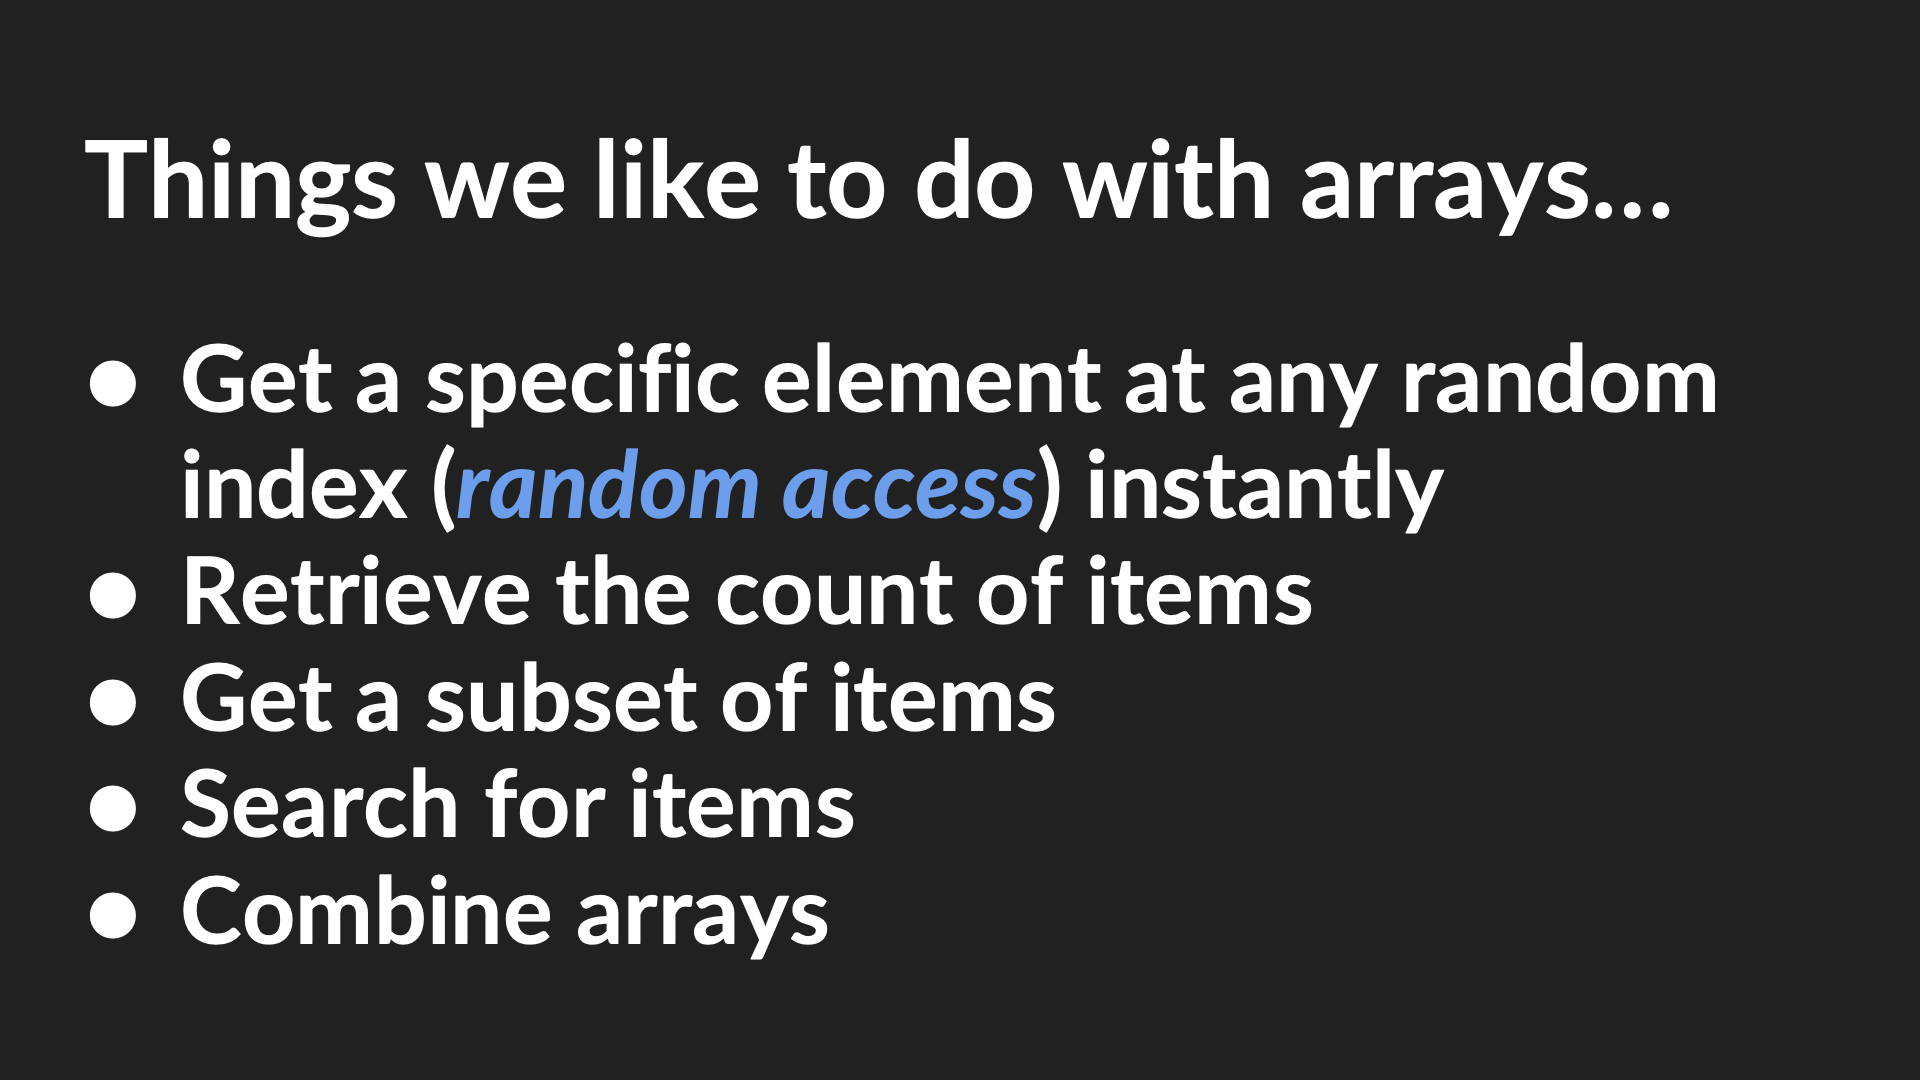 Things we like to do with arrays...
● Get a specific element at any random
index (random access) instantly
● Retrieve the count of items
● Get a subset of items
● Search for items
● Combine arrays